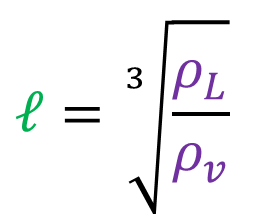 ℓ = ∛(ρ_L / ρ_v)